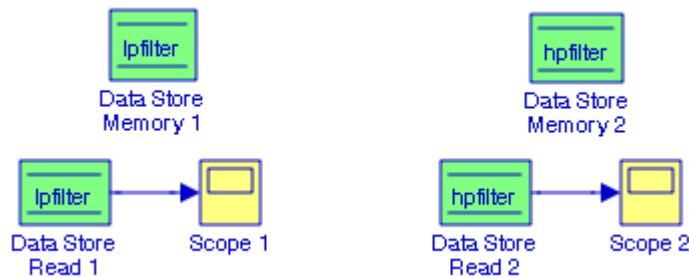 lpfilter
Data Store
Memory 1
hpfilter
Data Store
Memory 2
lpfilter
Data Store
Read 1
Scope 1
hpfilter
Data Store
Read 2
Scope 2